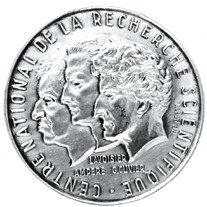 CENTRE NATIONAL DE LA RECHERCHE SCIENTIFIQUE
LAVOISIER
AMPERE G.CUVIER